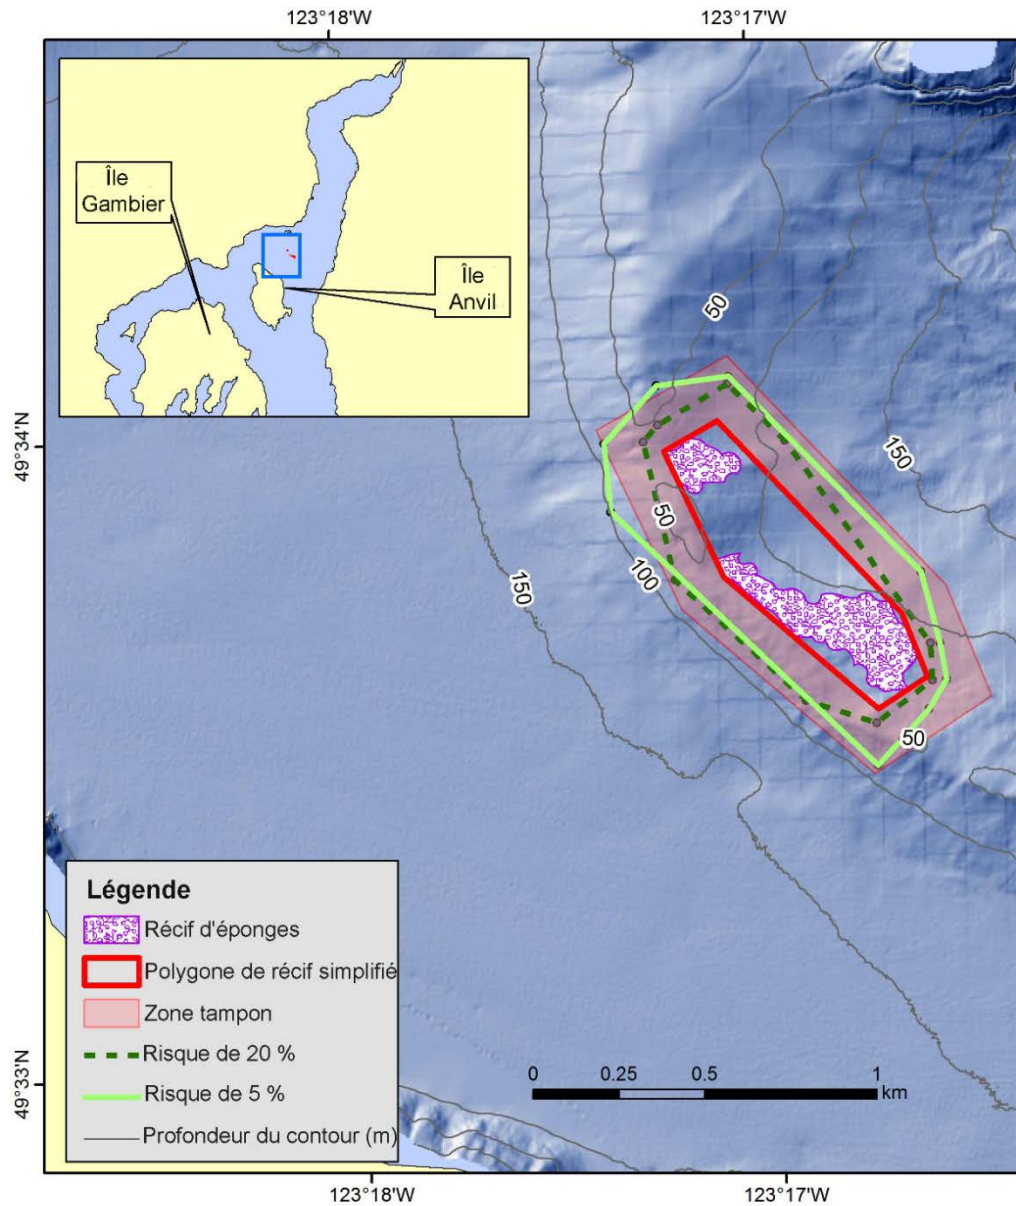 123°18'W
123°17'W
Île
Gambier
Île
Anvil
50
49°34'N
150
50
150
100
50
Légende
Récif d'éponges
Polygone de récif simplifié
Zone tampon
Risque de 20 %
Risque de 5 %
Profondeur du contour (m)
0
0.25
0.5
1
km
49°33'N
123°18'W
123°17'W